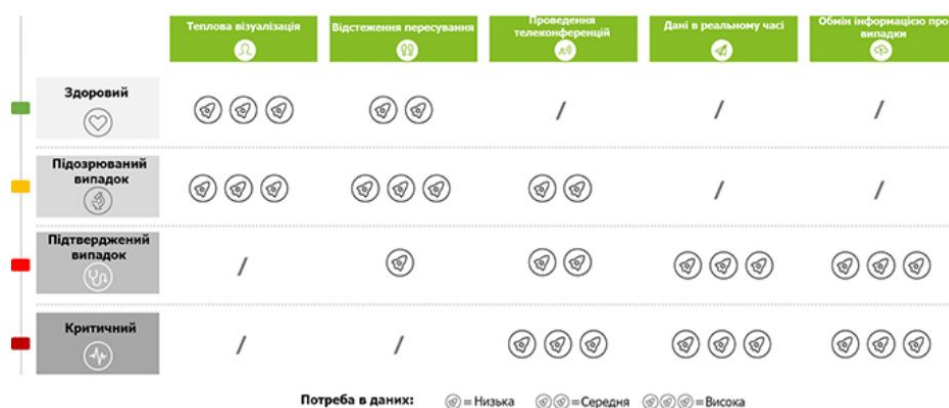 Теплова візуалізація
Відстеження пересування
Проведення
телеконференцій
Дані в реальному часі
Обмін інформацією про
випадки
Здоровий
/
/
/
Підозрюваний
випадок
/
/
Підтверджений
випадок
/
Критичний
/
/
Потреба в даних:
= Низька
= Середня
= Висока